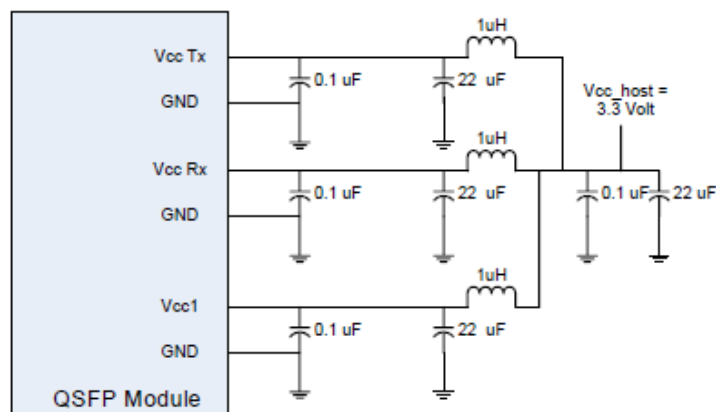 1uH
Vcc Tx
0.1 uF
22 uF
GND
Vcc_host =
3.3 Volt
1uH
Vcc Rx
0.1 uF
22 uF
0.1 uF
22 uF
GND
1uH
Vcc1
0.1 uF
22 uF
GND
QSFP Module